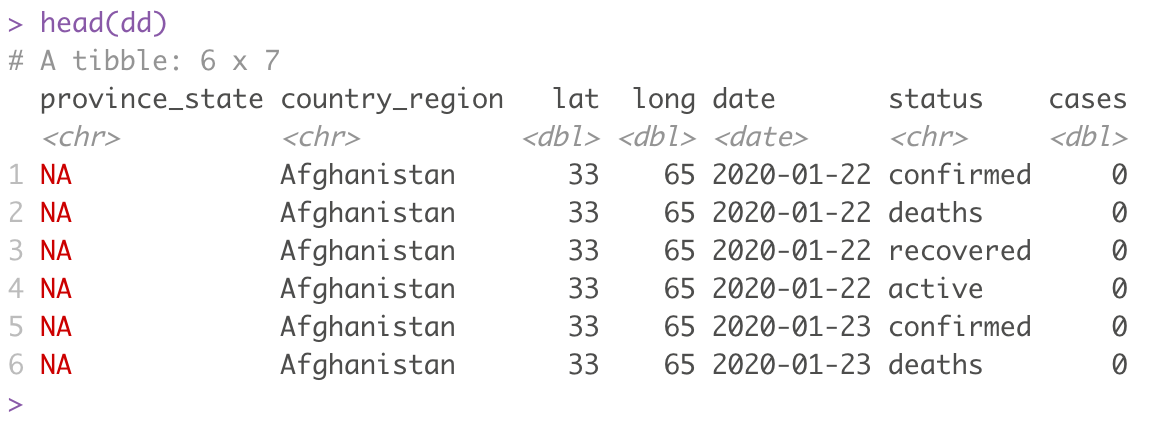 > head(dd)
# A tibble: 6 x 7
province_state country_region lat long date status cases
<chr> <chr> <dbl> <dbl> <date> <chr> <dbl>
1 NA Afghanistan 33 65 2020-01-22 confirmed 0
2 NA Afghanistan 33 65 2020-01-22 deaths 0
3 NA Afghanistan 33 65 2020-01-22 recovered 0
4 NA Afghanistan 33 65 2020-01-22 active 0
5 NA Afghanistan 33 65 2020-01-23 confirmed 0
6 NA Afghanistan 33 65 2020-01-23 deaths 0
>